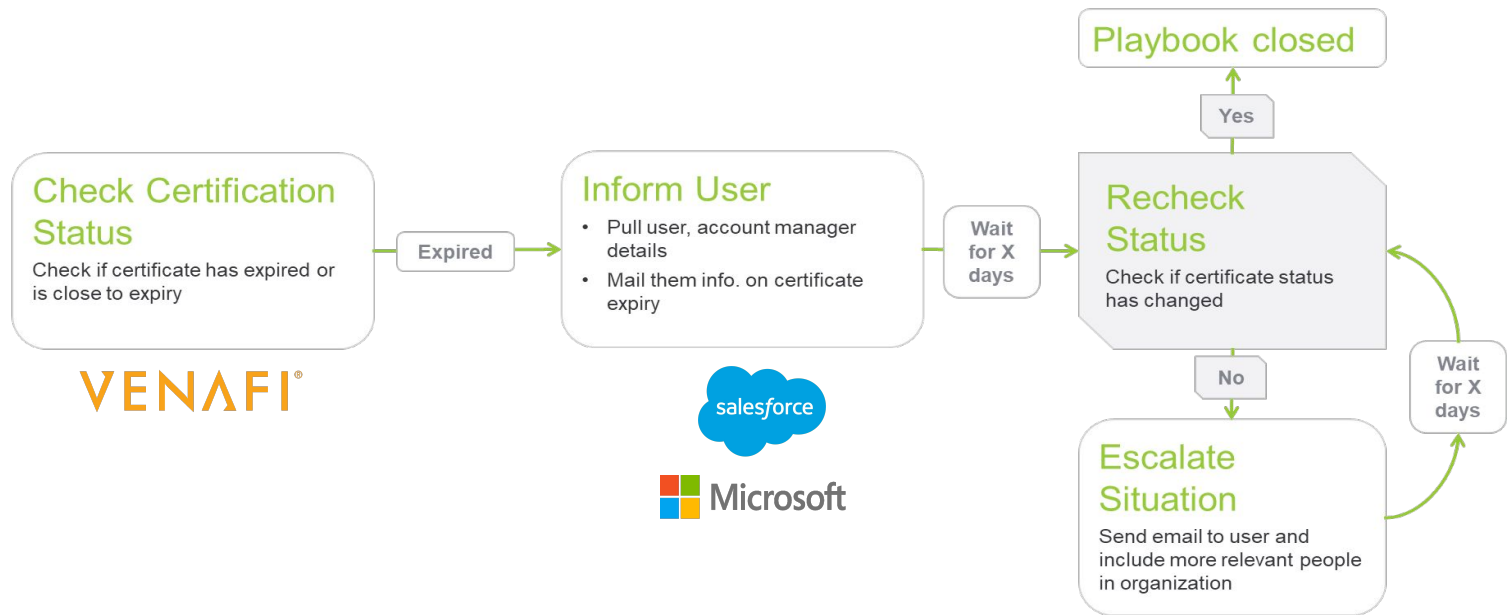 Playbook closed
Yes
Check Certification
Status
Check if certificate has expired or
is close to expiry
Expired
Inform User
• Pull user, account manager
details
• Mail them info. on certificate
expiry
Wait
for X
days
Recheck
Status
Check if certificate status
has changed
No
Wait
for X
days
Escalate
Situation
Send email to user and
include more relevant people
in organization
VENAFI®
salesforce
Microsoft